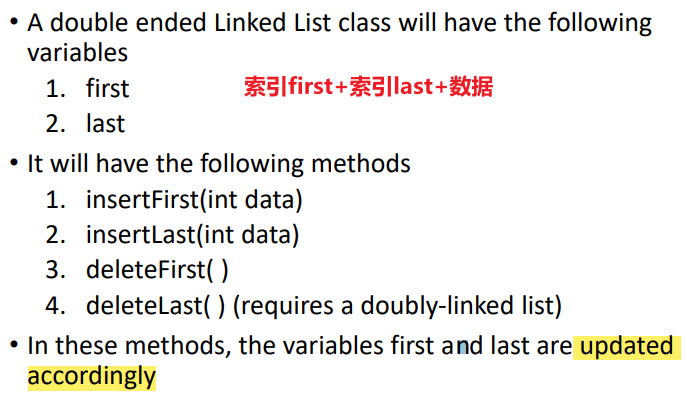 • A double ended Linked List class will have the following
variables
1. first
索引first+索引last+数据
2. last
• It will have the following methods
1. insertFirst(int data)
2. insertLast(int data)
3. deleteFirst( )
4. deleteLast( ) (requires a doubly-linked list)
• In these methods, the variables first and last are updated
accordingly